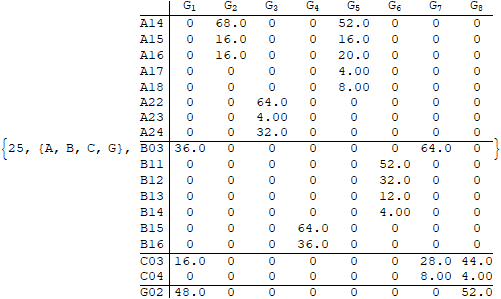 G₁ G₂ G₃ G₄ G₅ G₆ G₇ G₈
A14 0 68.0 0 0 52.0 0 0 0
A15 0 16.0 0 0 16.0 0 0 0
A16 0 16.0 0 0 20.0 0 0 0
A17 0 0 0 0 4.00 0 0 0
A18 0 0 0 0 8.00 0 0 0
A22 0 0 64.0 0 0 0 0 0
A23 0 0 4.00 0 0 0 0 0
A24 0 0 32.0 0 0 0 0 0
{25, {A, B, C, G}, B03 36.0 0 0 0 0 0 64.0 0 }
B11 0 0 0 0 0 52.0 0 0
B12 0 0 0 0 0 32.0 0 0
B13 0 0 0 0 0 12.0 0 0
B14 0 0 0 0 0 4.00 0 0
B15 0 0 0 64.0 0 0 0 0
B16 0 0 0 36.0 0 0 0 0
C03 16.0 0 0 0 0 0 28.0 44.0
C04 0 0 0 0 0 0 8.00 4.00
G02 48.0 0 0 0 0 0 0 52.0